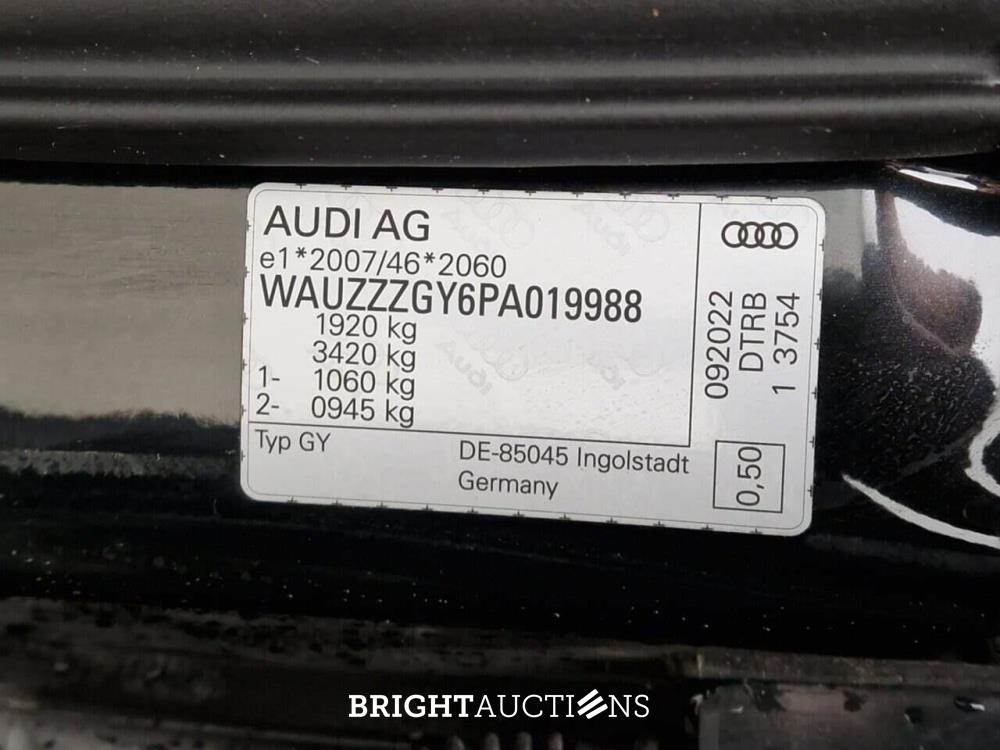 AUDI AG
e1*2007/46*2060
WAUZZZGY6PA019988
1920 kg
3420 kg
1- 1060 kg
2- 0945 kg
Typ GY
DE-85045 Ingolstadt
Germany
092022
DTRB
1 3754
0,50
BRIGHTAUCTIONS